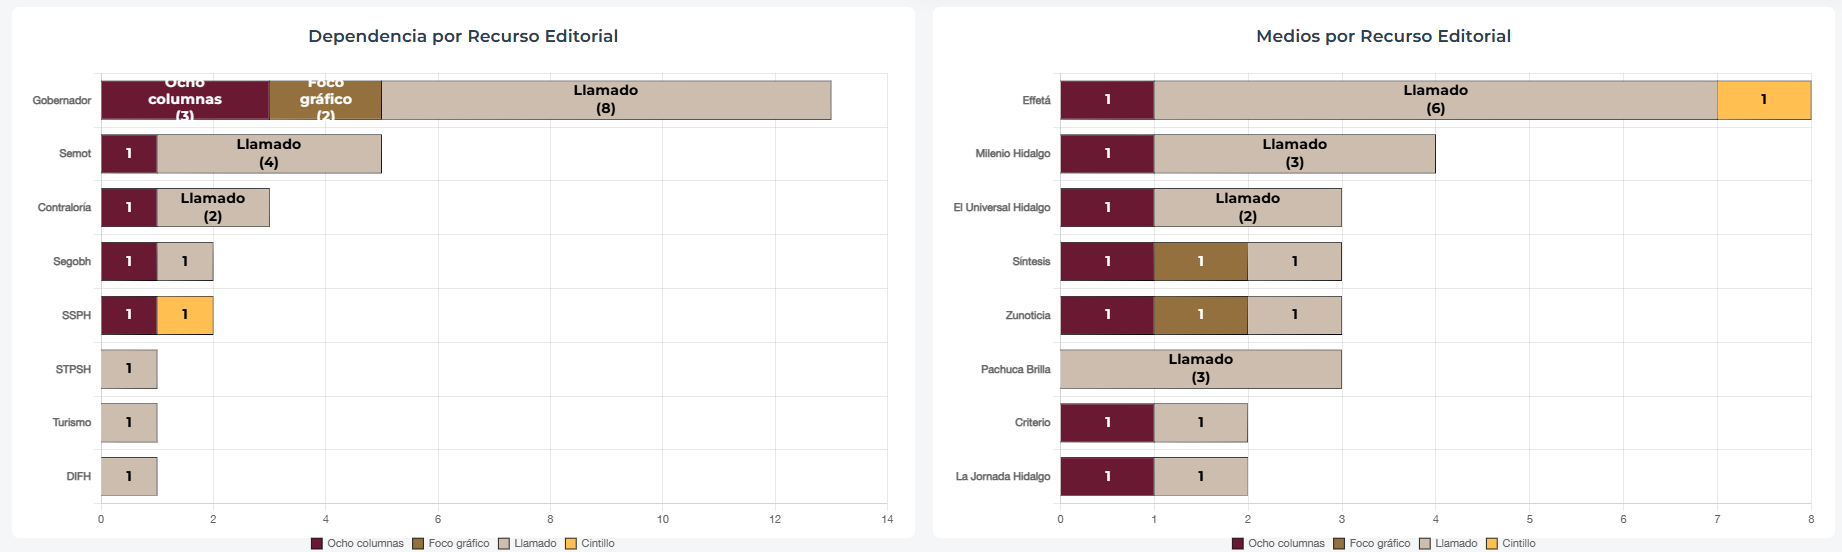 Dependencia por Recurso Editorial
Gobernador
Ocho
columnas
(3)
Foco
gráfico
(2)
Llamado
(8)
Semot
1
Llamado
(4)
Contraloría
1
Llamado
(2)
Segobh
1
1
SSPH
1
1
STPSH
1
Turismo
1
DIFH
1
0 2 4 6 8 10 12 14
Ocho columnas Foco gráfico Llamado Cintillo
Medios por Recurso Editorial
Effetá
1
Llamado
(6)
1
Milenio Hidalgo
1
Llamado
(3)
El Universal Hidalgo
1
Llamado
(2)
Síntesis
1
1
1
Zunoticia
1
1
1
Pachuca Brilla
Llamado
(3)
Criterio
1
1
La Jornada Hidalgo
1
1
0 1 2 3 4 5 6 7 8
Ocho columnas Foco gráfico Llamado Cintillo